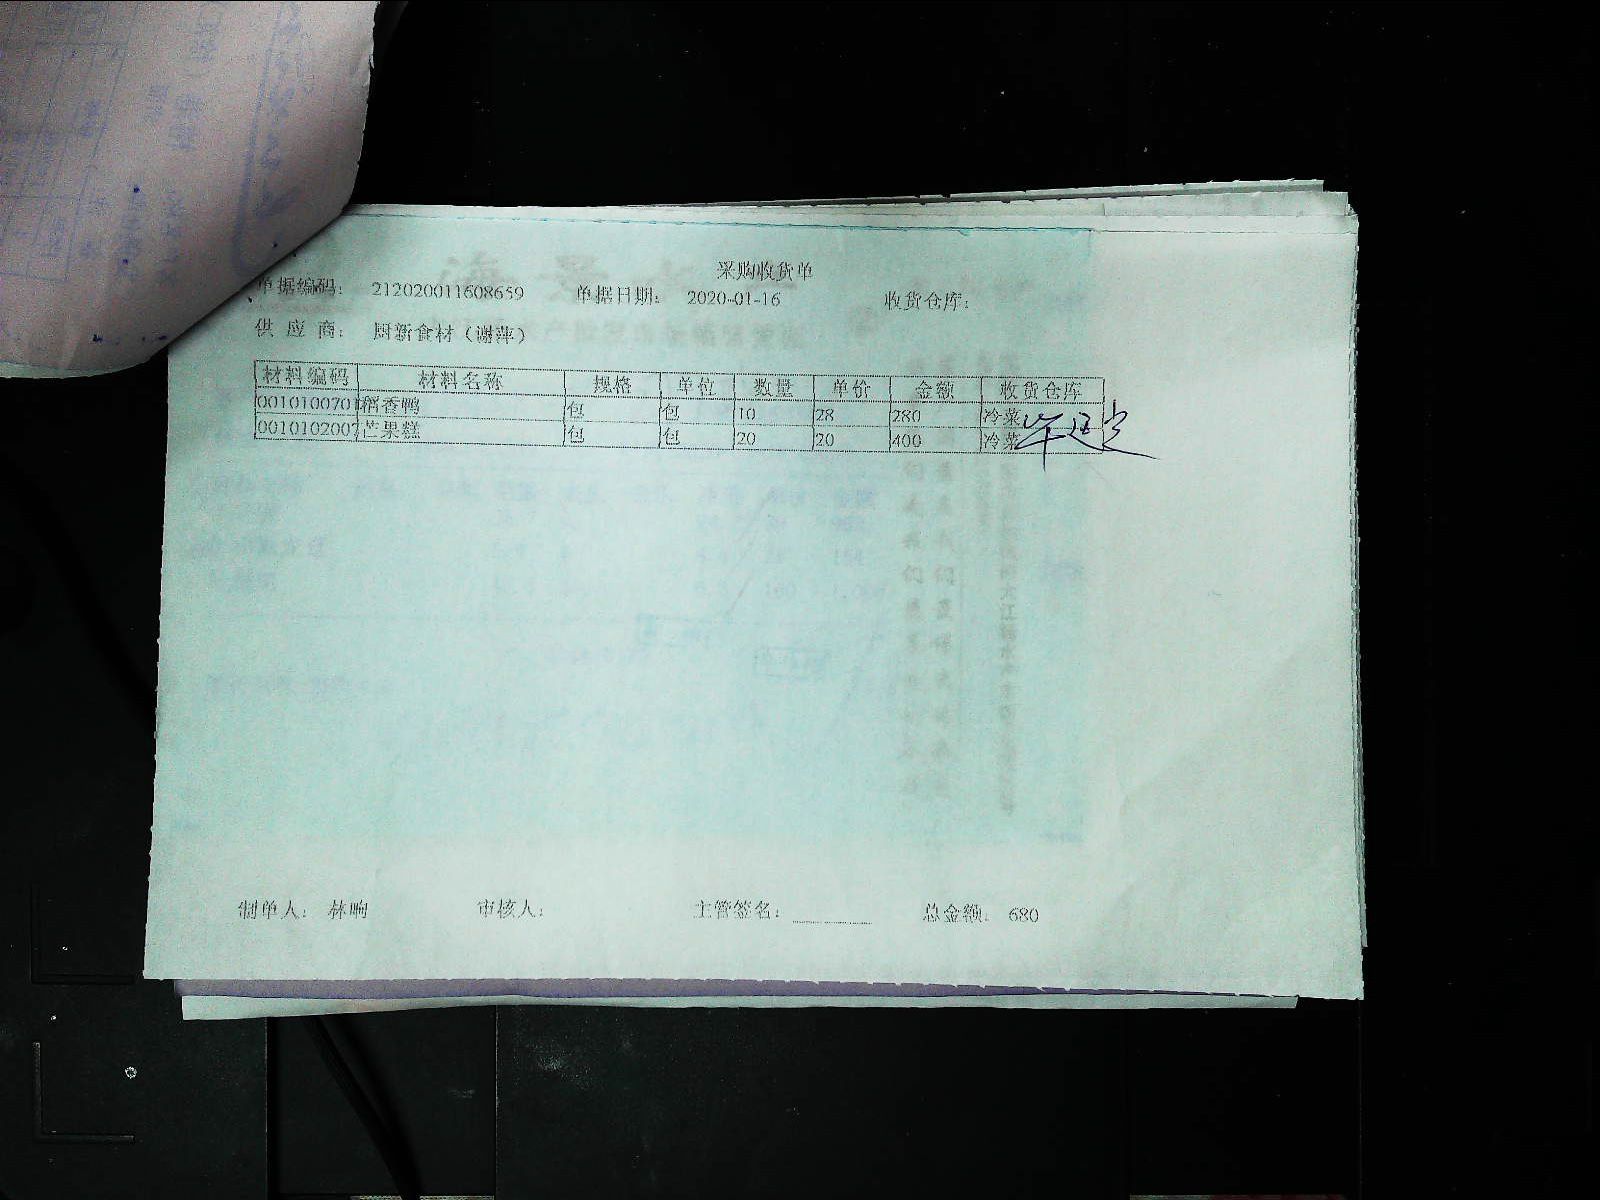 采购收货单
单据编码： 212020011608659 单据日期： 2020-01-16 收货仓库：
供 应 商： 厨新食材（谢萍）
材料编码 材料名称 规格 单位 数量 单价 金额 收货仓库
001010070 稻香鸭 包 包 10 28 280 冷菜
0010102007 芒果糕 包 包 20 20 400 冷菜
制单人： 林响 审核人： 主管签名： 总金额： 680